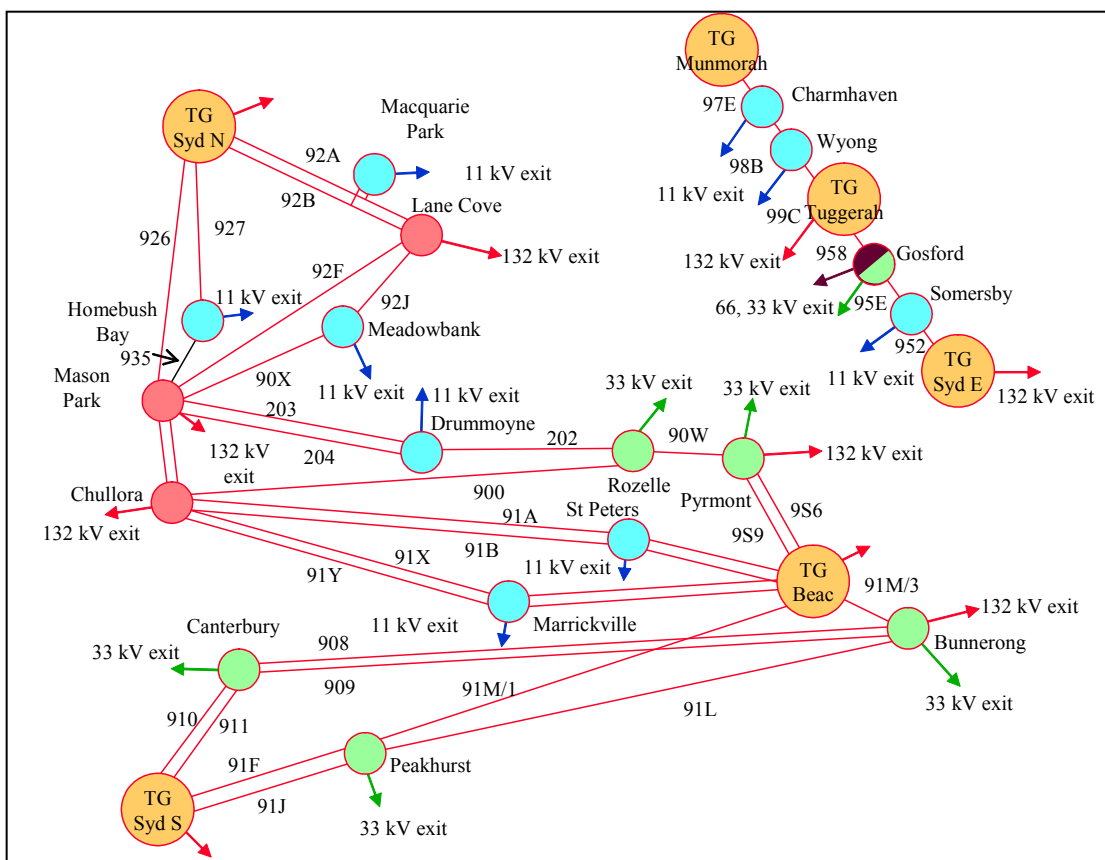 TG
Munmorah
97E
Charmhaven
Wyong
98B
11 kV exit
TG
Tuggerah
99C
132 kV exit
958
Gosford
66, 33 kV exit
95E
Somersby
952
11 kV exit
TG
Syd E
132 kV exit
TG
Syd N
Macquarie
Park
92A
11 kV exit
92B
Lane Cove
132 kV exit
926
927
92F
92J
Homebush
Bay
11 kV exit
935
Meadowbank
Mason
Park
90X
11 kV exit
11 kV exit
203
Drummoyne
204
132 kV
exit
202
33 kV exit
33 kV exit
90W
132 kV exit
Rozelle
Pyrmont
Chullora
132 kV exit
900
91A
St Peters
91B
9S6
9S9
91X
91Y
11 kV exit
TG
Beac
91M/3
11 kV exit
Marrickville
132 kV exit
Bunnerong
Canterbury
908
33 kV exit
909
33 kV exit
91M/1
91L
910
911
91F
Peakhurst
91J
33 kV exit
TG
Syd S